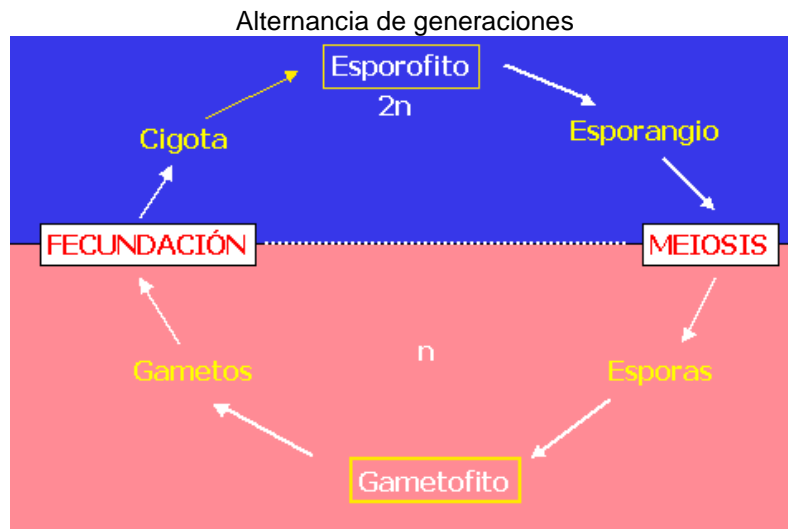 Alternancia de generaciones
Esporofito
2n
Cigota
Esporangio
FECUNDACIÓN
MEIOSIS
n
Gametos
Esporas
Gametofito